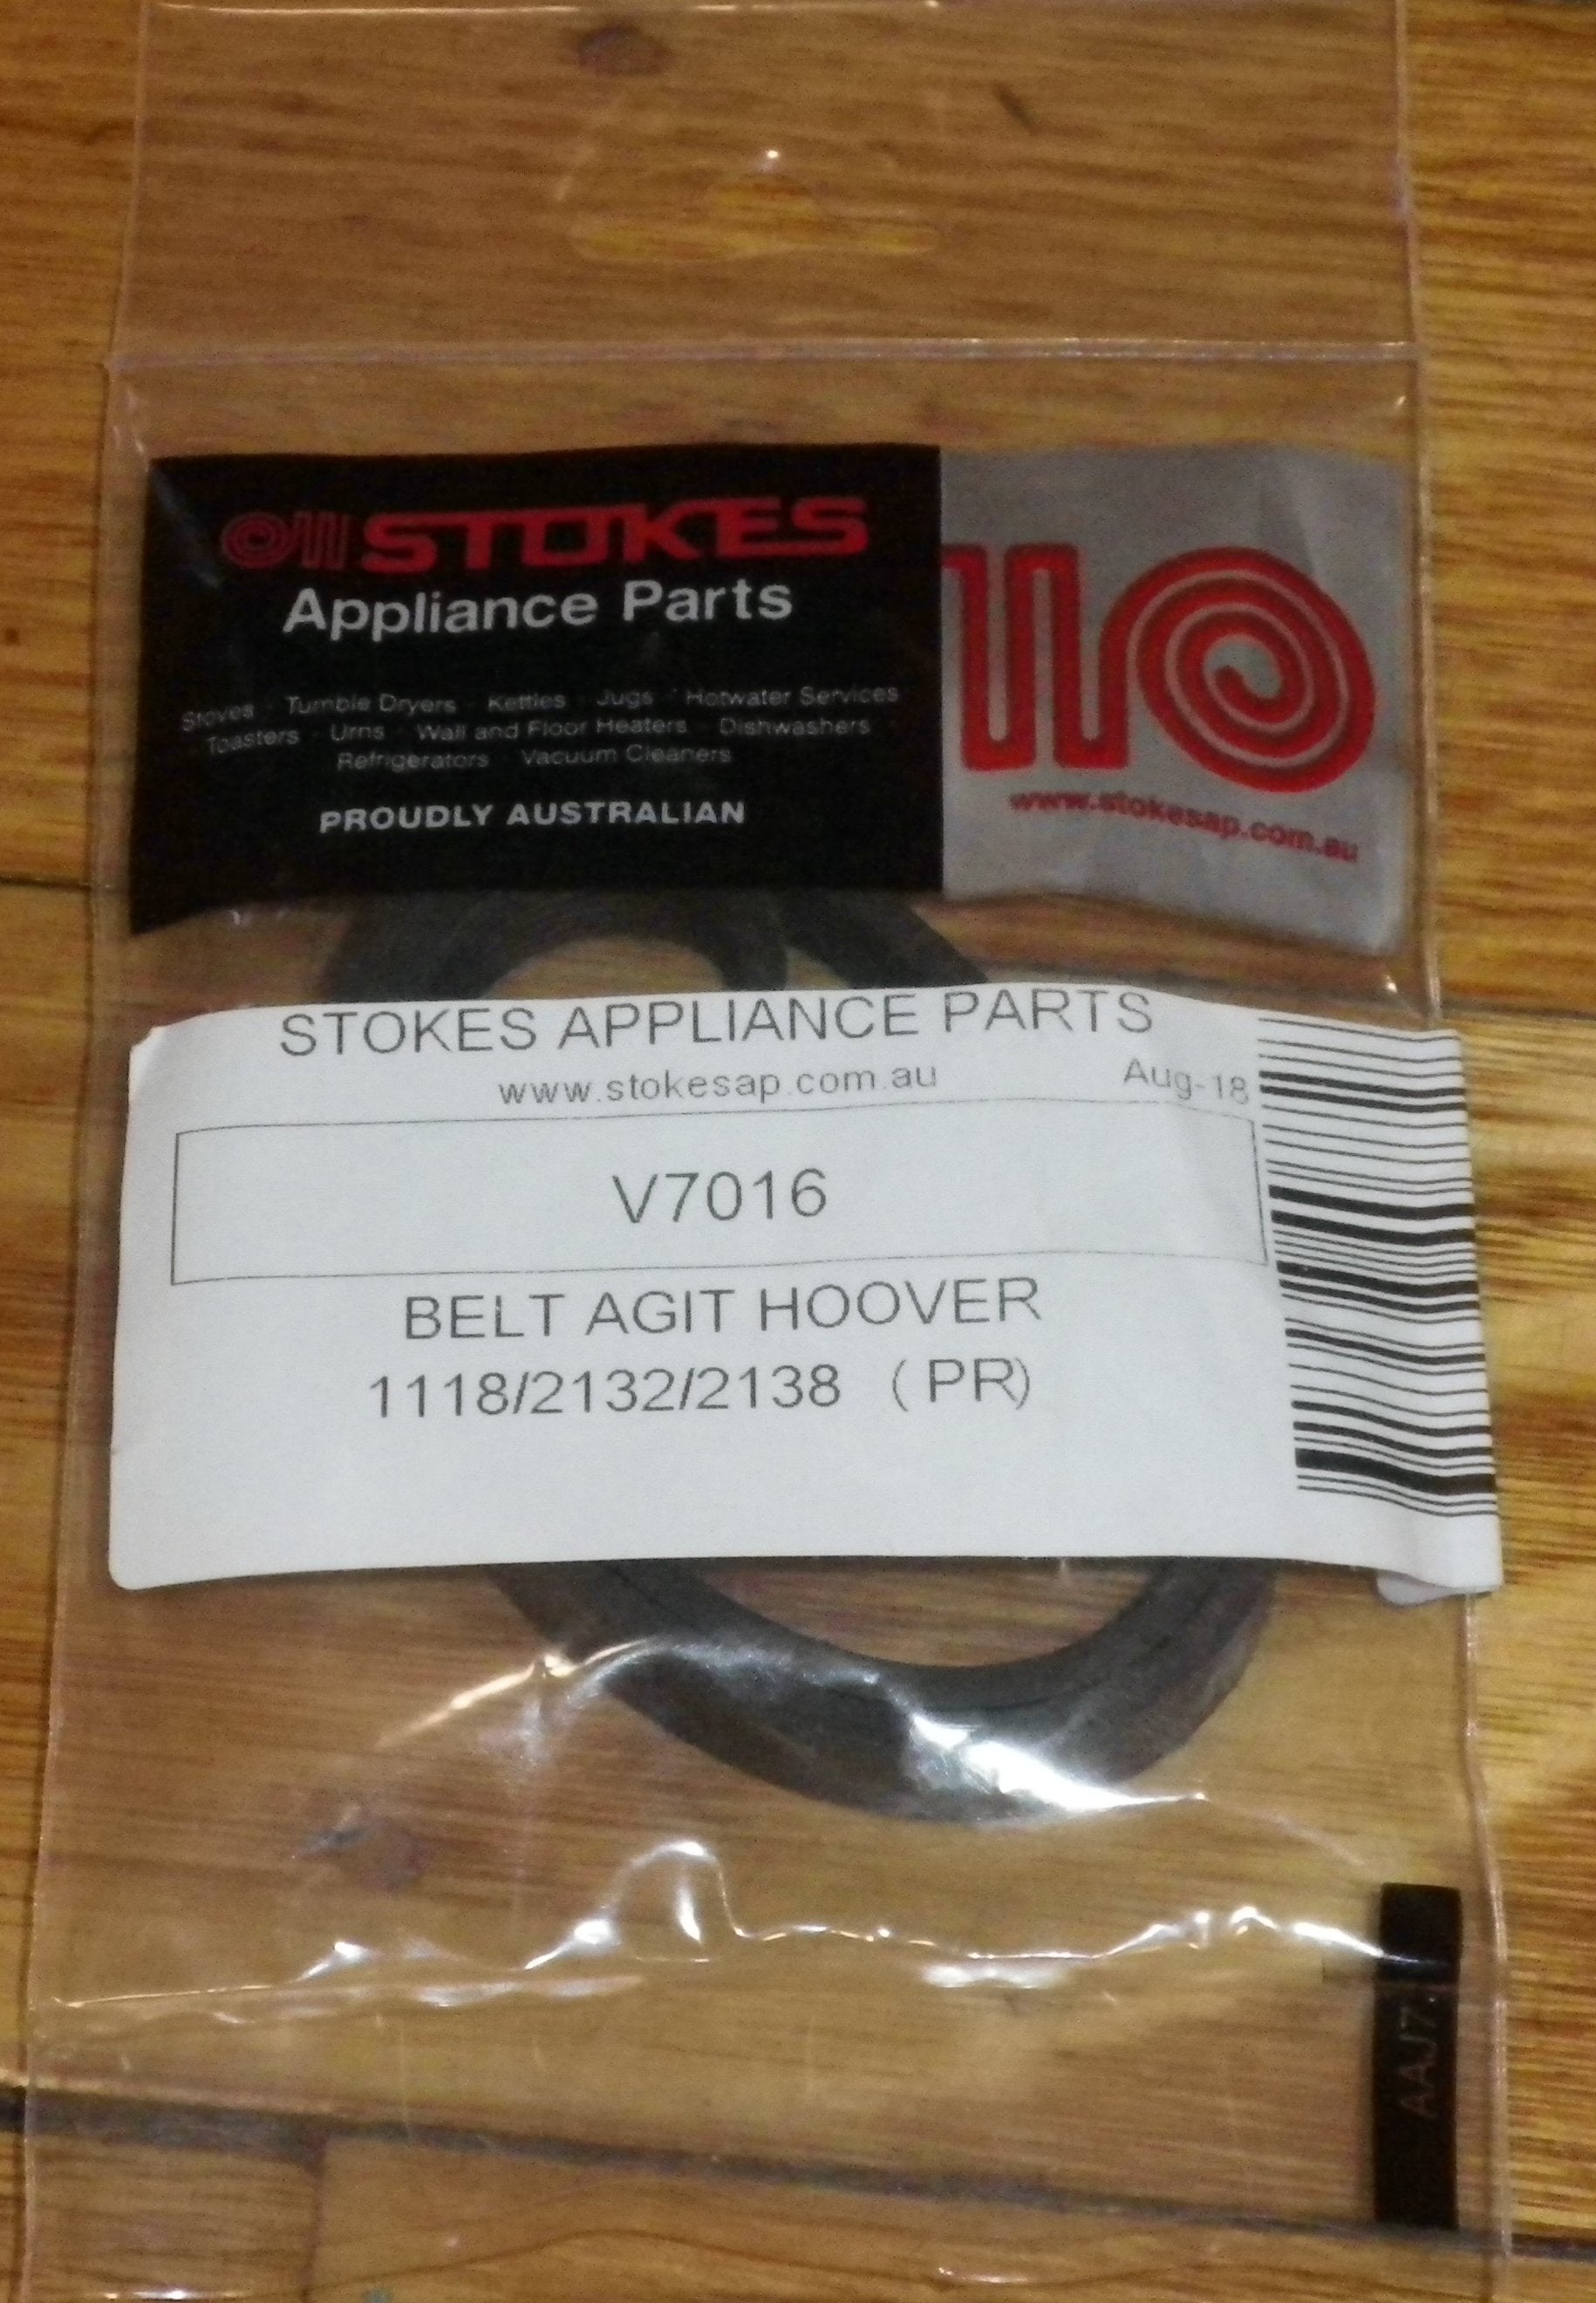 STOKES
Appliance Parts
Stoves · Tumble Dryers · Kettles · Jugs · Hotwater Services
Toasters · Urns · Wall and Floor Heaters · Dishwashers
Refrigerators · Vacuum Cleaners
PROUDLY AUSTRALIAN
www.stokesap.com.au
STOKES APPLIANCE PARTS
www.stokesap.com.au
Aug-18
V7016
BELT AGIT HOOVER
1118/2132/2138 (PR)
AAJ7